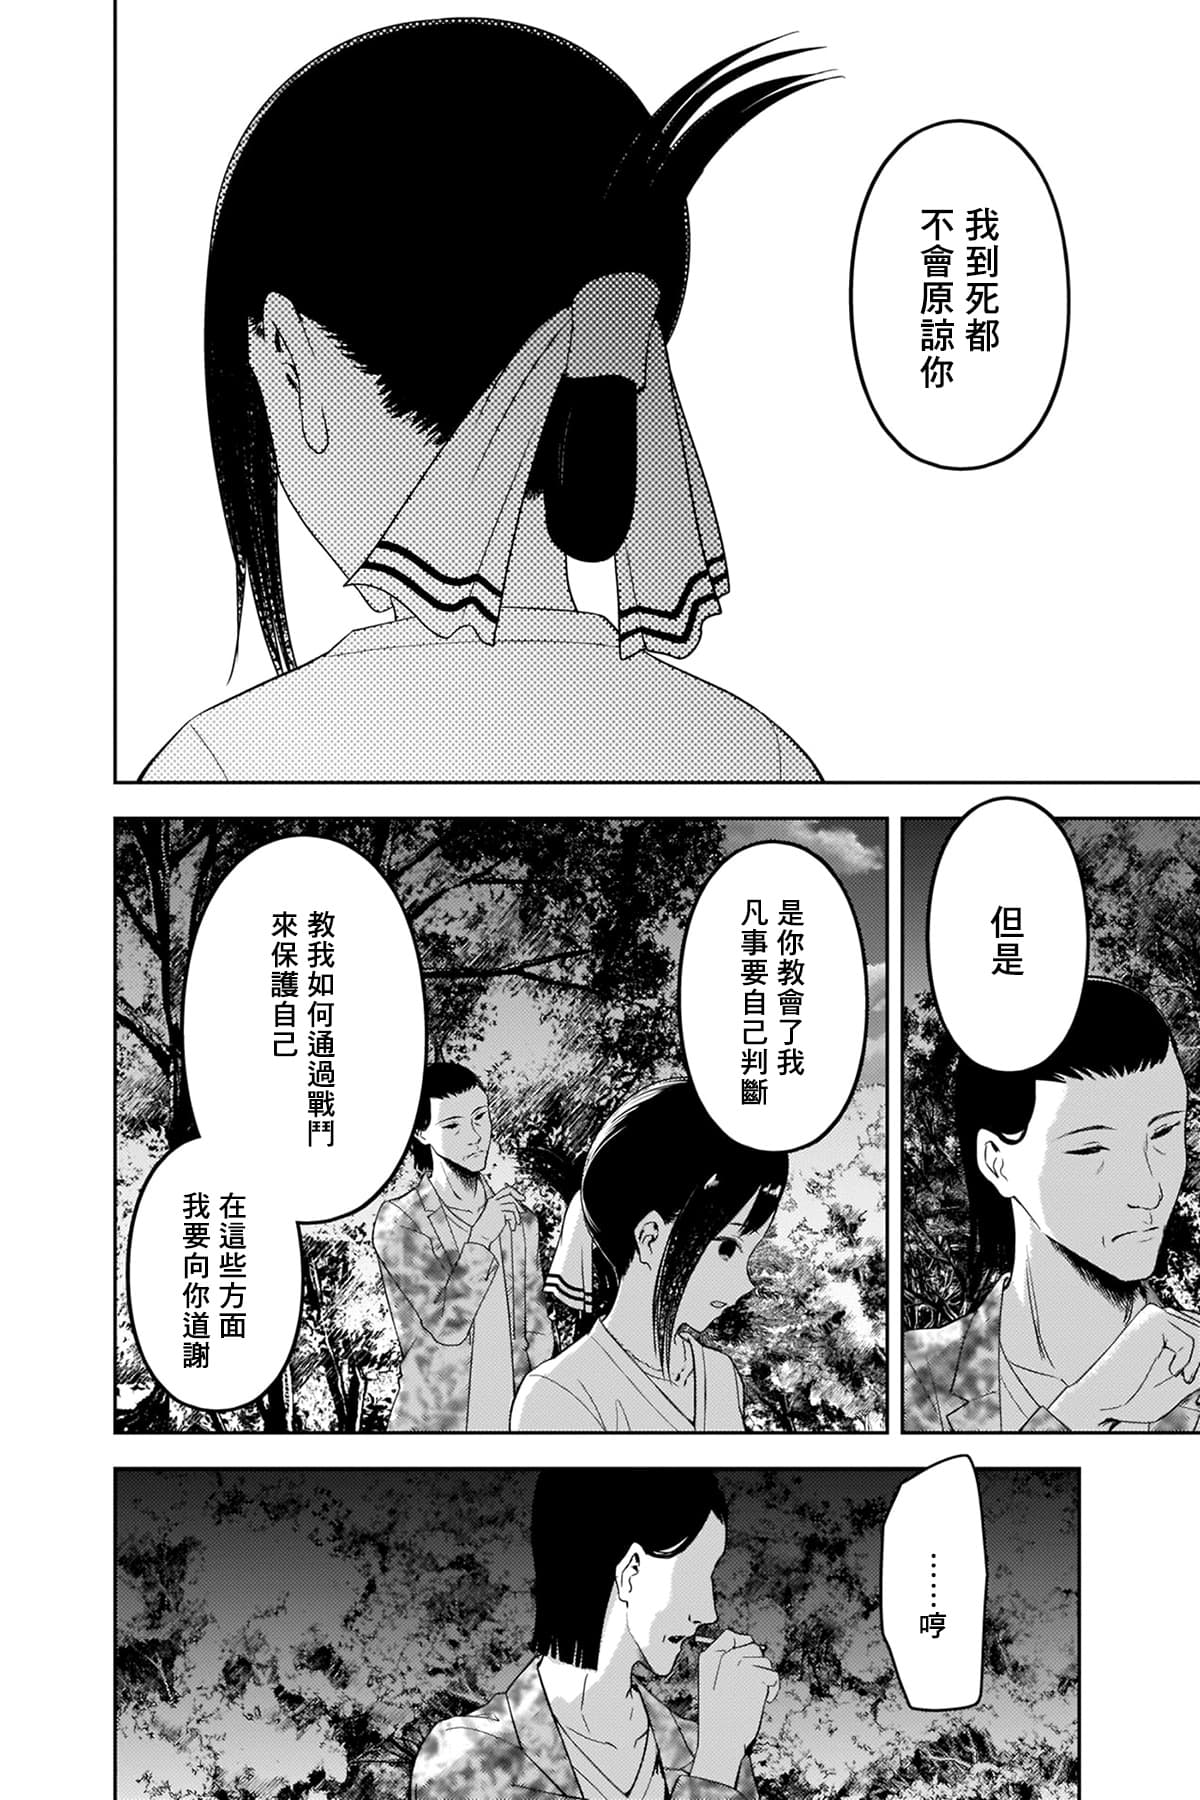 我到死都
不會原諒你
但是
是你教會了我
凡事要自己判斷
教我如何通過戰鬥
來保護自己
在這些方面
我要向你道謝
……哼